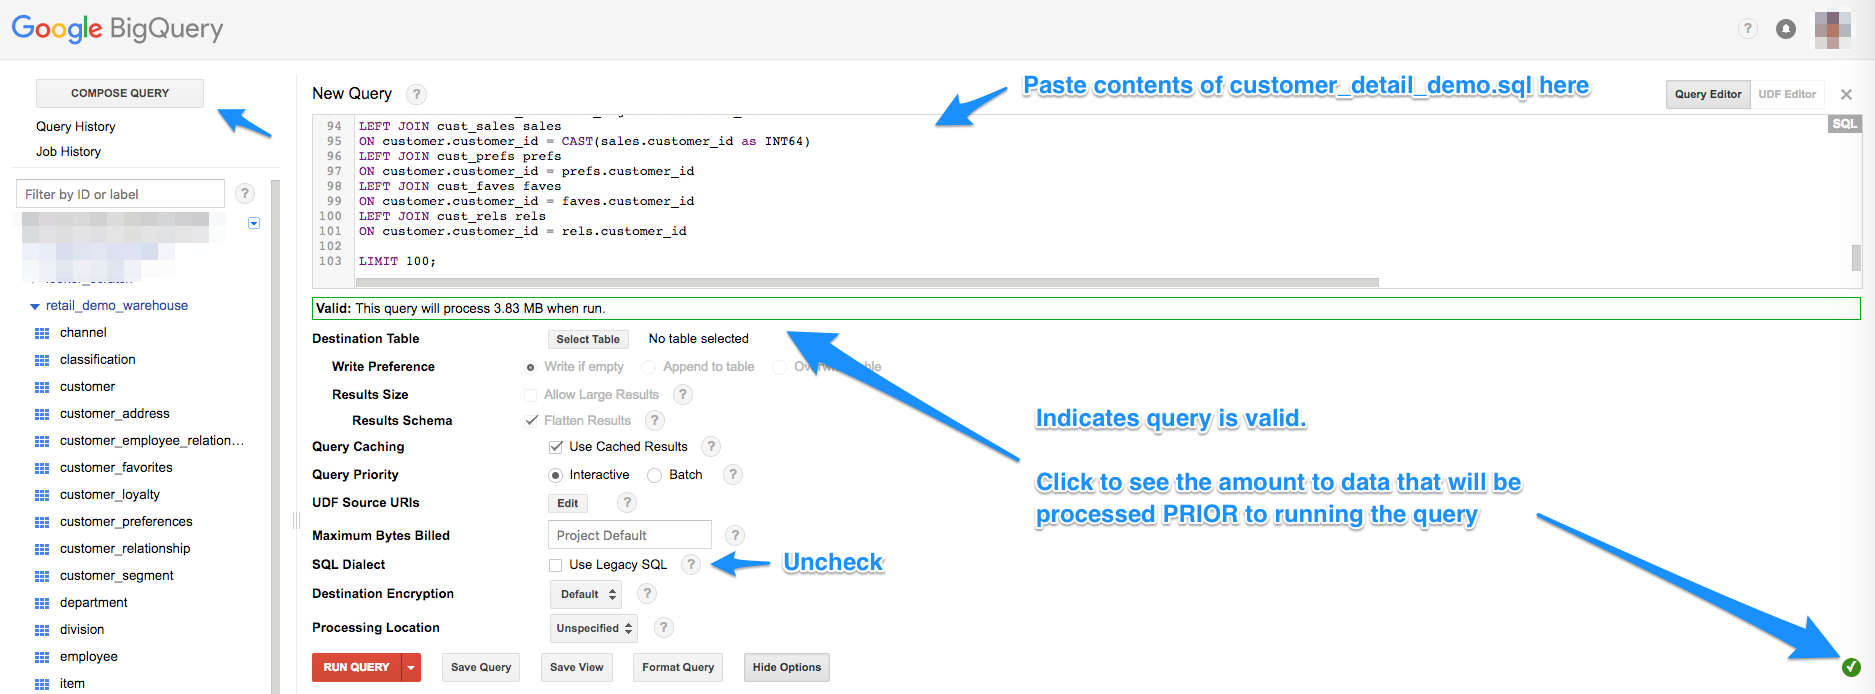 Google BigQuery
?
COMPOSE QUERY
Query History
Job History
Filter by ID or label
?
retail_demo_warehouse
channel
classification
customer
customer_address
customer_employee_relation...
customer_favorites
customer_loyalty
customer_preferences
customer_relationship
customer_segment
department
division
employee
item
New Query ?
Paste contents of customer_detail_demo.sql here
Query Editor UDF Editor ×
SQL
94 LEFT JOIN cust_sales sales
95 ON customer.customer_id = CAST(sales.customer_id as INT64)
96 LEFT JOIN cust_prefs prefs
97 ON customer.customer_id = prefs.customer_id
98 LEFT JOIN cust_faves faves
99 ON customer.customer_id = faves.customer_id
100 LEFT JOIN cust_rels rels
101 ON customer.customer_id = rels.customer_id
102
103 LIMIT 100;
Valid: This query will process 3.83 MB when run.
Destination Table Select Table No table selected
Write Preference Write if empty Append to table
Results Size Allow Large Results ?
Results Schema Flatten Results ?
Query Caching Use Cached Results ?
Query Priority Interactive Batch ?
UDF Source URIs Edit ?
Maximum Bytes Billed Project Default ?
SQL Dialect Use Legacy SQL ?
Uncheck
Destination Encryption Default ?
Processing Location Unspecified ?
RUN QUERY Save Query Save View Format Query Hide Options
Indicates query is valid.
Click to see the amount to data that will be
processed PRIOR to running the query